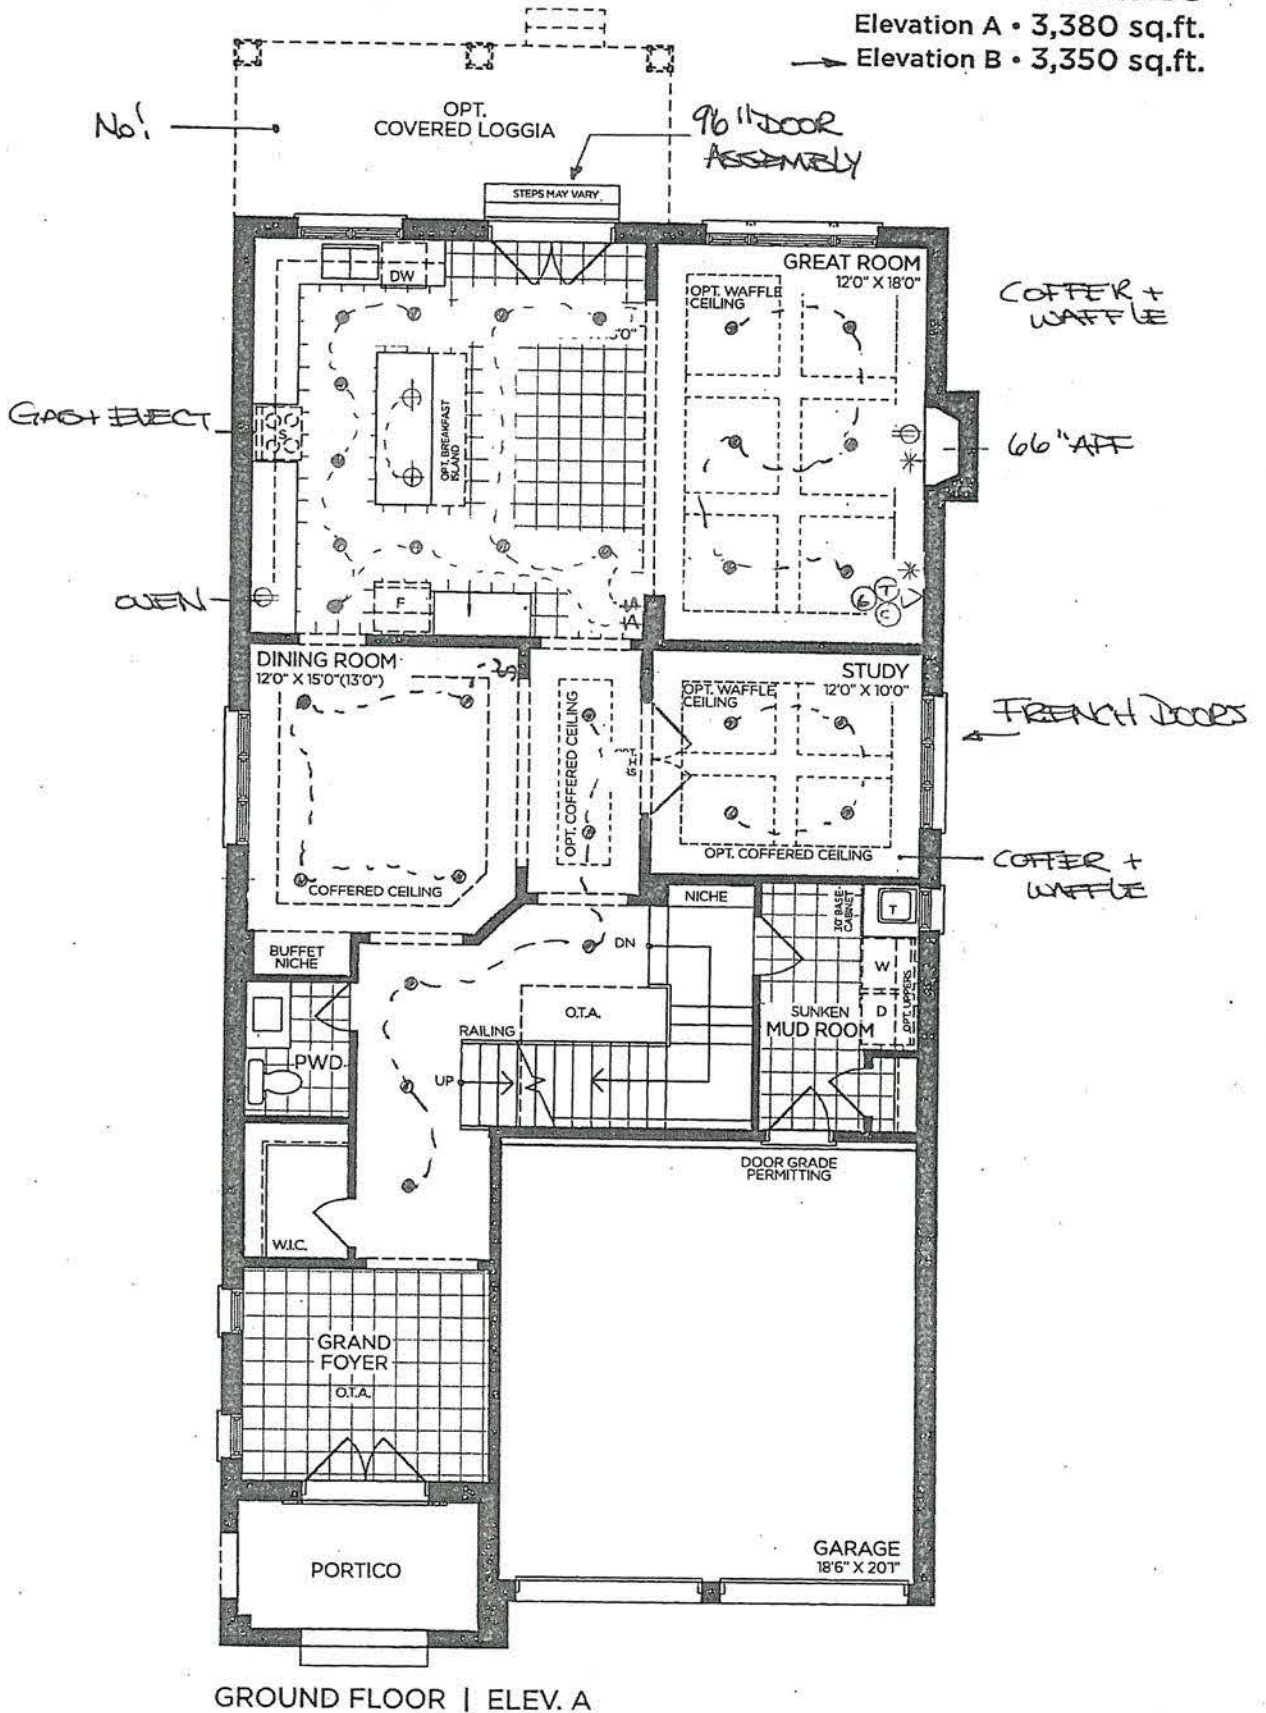 Elevation A • 3,380 sq.ft.
→ Elevation B • 3,350 sq.ft.
No!
OPT.
COVERED LOGGIA
96" DOOR
ASSEMBLY
STEPS MAY VARY
DW
GREAT ROOM
12'0" X 18'0"
OPT. WAFFLE
CEILING
COFFER +
WAFFLE
GAS + ELECT
S
OPT. BREAKFAST
ISLAND
66" AFF
OVEN
F
6
T
C
DINING ROOM
12'0" X 15'0"(13'0")
STUDY
12'0" X 10'0"
OPT. WAFFLE
CEILING
FRENCH DOORS
OPT. COFFERED CEILING
OPT. COFFERED CEILING
COFFER +
WAFFLE
COFFERED CEILING
NICHE
30" BASE-
CABINET
T
BUFFET
NICHE
DN
W
D
OPT. UPPERS
O.T.A.
SUNKEN
MUD ROOM
RAILING
UP
PWD
DOOR GRADE
PERMITTING
W.I.C.
GRAND
FOYER
O.T.A.
GARAGE
18'6" X 20'1"
PORTICO
GROUND FLOOR | ELEV. A